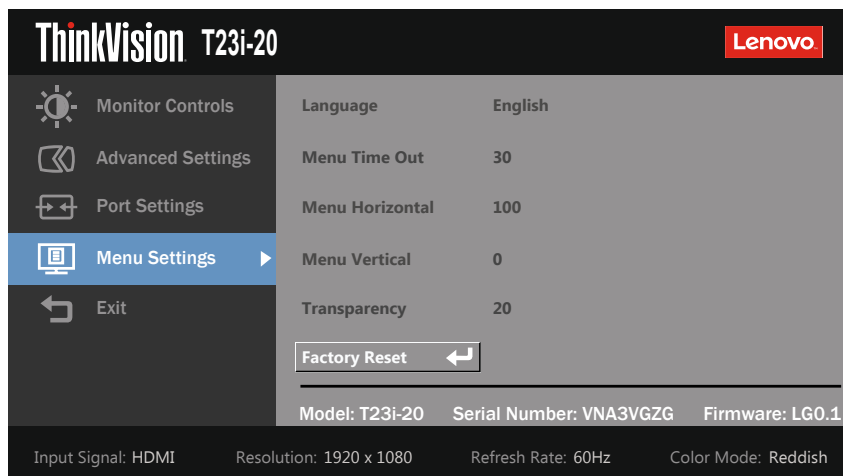 ThinkVision T23i-20 Lenovo.
Monitor Controls Language English
Advanced Settings Menu Time Out 30
Port Settings Menu Horizontal 100
Menu Settings Menu Vertical 0
Exit Transparency 20
Factory Reset
Model: T23i-20 Serial Number: VNA3VGZG Firmware: LG0.1
Input Signal: HDMI Resolution: 1920 x 1080 Refresh Rate: 60Hz Color Mode: Reddish